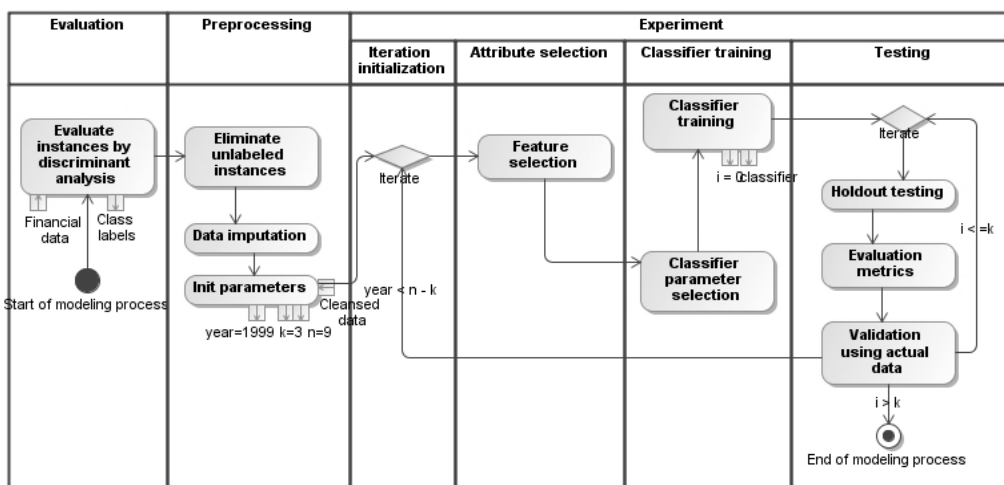 Evaluation
Preprocessing
Experiment
Iteration
initialization
Attribute selection
Classifier training
Testing
Evaluate
instances by
discriminant
analysis
Financial
data
Class
labels
Start of modeling process
Eliminate
unlabeled
instances
Data imputation
Init parameters
year=1999 k=3 n=9
Cleansed
data
Iterate
year < n - k
Feature
selection
Classifier
training
i = 0
classifier
Classifier
parameter
selection
Iterate
Holdout testing
i < =k
Evaluation
metrics
Validation
using actual
data
i > k
End of modeling process